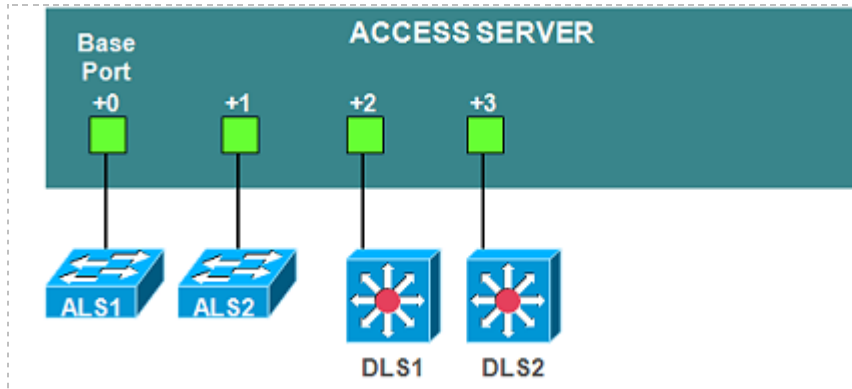 ACCESS SERVER
Base
Port
+0 +1 +2 +3
ALS1 ALS2
DLS1 DLS2